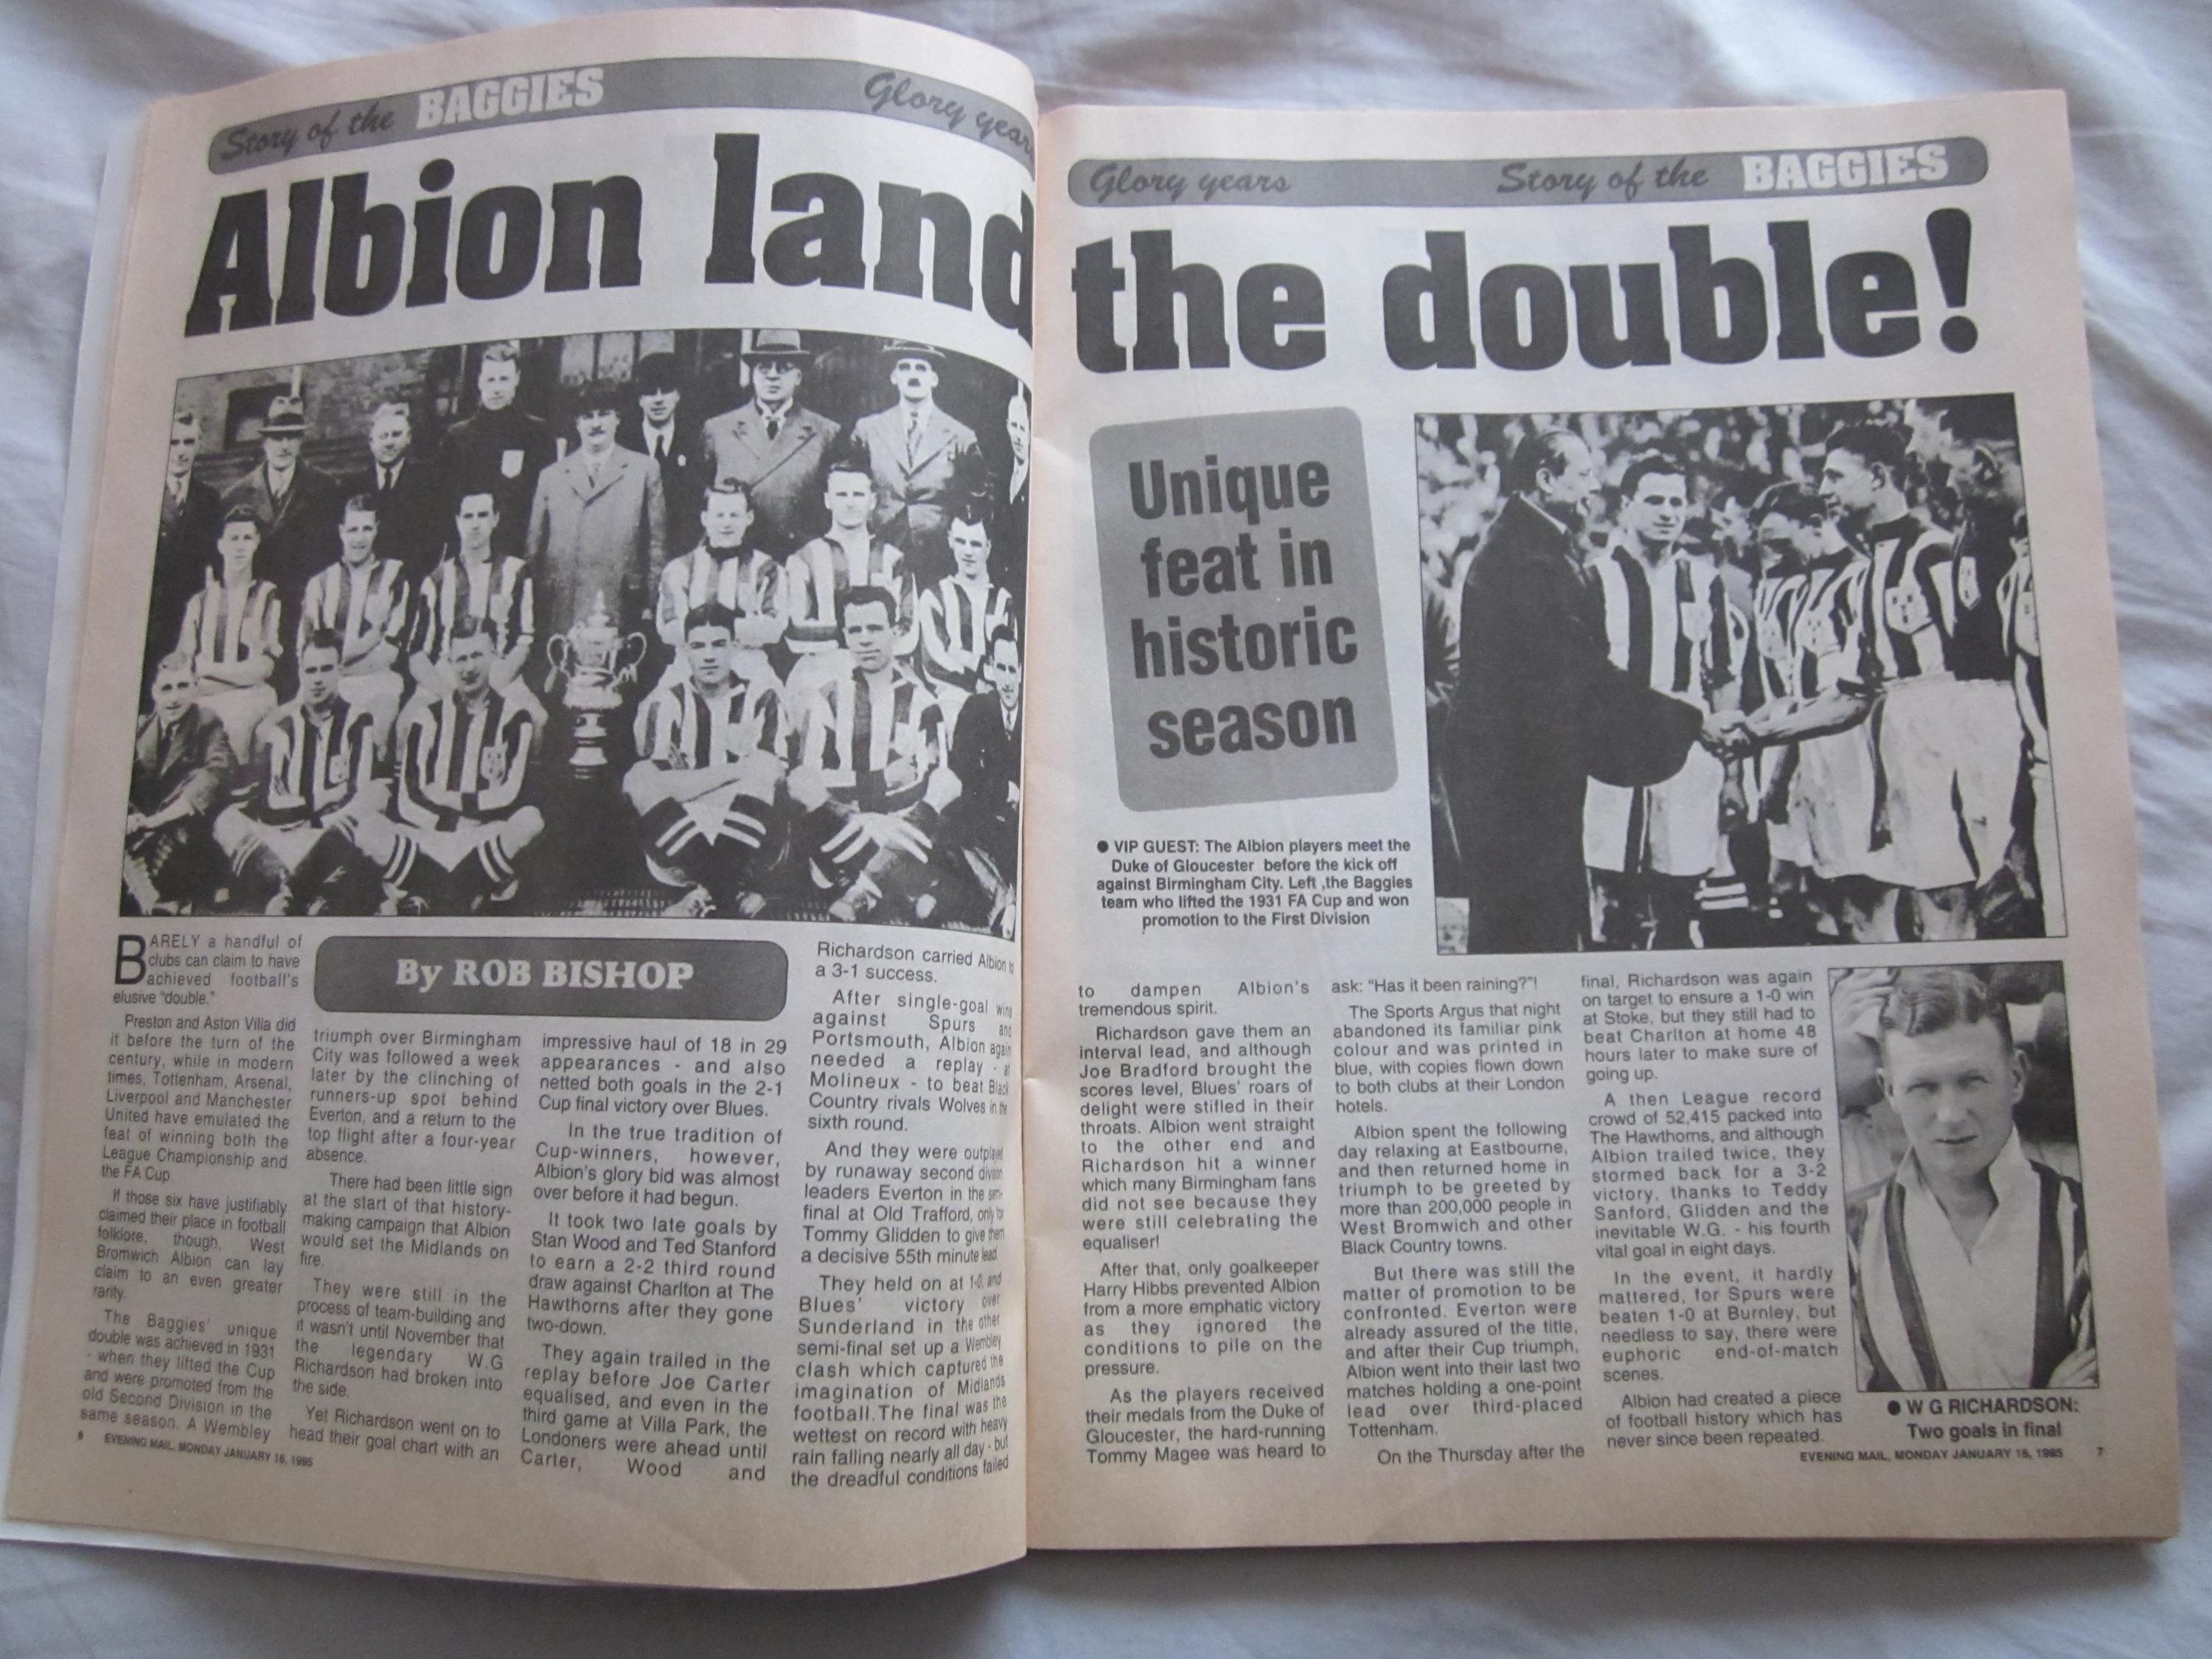 Story of the BAGGIES Glory year
Albion land
By ROB BISHOP
BARELY a handful of
clubs can claim to have
achieved football's
elusive "double."
Preston and Aston Villa did
it before the turn of the
century, while in modern
times, Tottenham, Arsenal,
Liverpool and Manchester
United have emulated the
feat of winning both the
League Championship and
the FA Cup
If those six have justifiably
claimed their place in football
folklore, though, West
Bromwich Albion can lay
claim to an even greater
rarity.
The Baggies' unique
double was achieved in 1931
- when they lifted the Cup
and were promoted from the
old Second Division in the
same season. A Wembley
triumph over Birmingham
City was followed a week
later by the clinching of
runners-up spot behind
Everton, and a return to the
top flight after a four-year
absence.
There had been little sign
at the start of that history-
making campaign that Albion
would set the Midlands on
fire.
They were still in the
process of team-building and
it wasn't until November that
the legendary W.G
Richardson had broken into
the side.
Yet Richardson went on to
head their goal chart with an
impressive haul of 18 in 29
appearances - and also
netted both goals in the 2-1
Cup final victory over Blues.
In the true tradition of
Cup-winners, however,
Albion's glory bid was almost
over before it had begun.
It took two late goals by
Stan Wood and Ted Stanford
to earn a 2-2 third round
draw against Charlton at The
Hawthorns after they gone
two-down.
They again trailed in the
replay before Joe Carter
equalised, and even in the
third game at Villa Park, the
Londoners were ahead until
Carter, Wood and
Richardson carried Albion to
a 3-1 success.
After single-goal wins
against Spurs and
Portsmouth, Albion again
needed a replay - at
Molineux - to beat Black
Country rivals Wolves in the
sixth round.
And they were outplayed
by runaway second division
leaders Everton in the semi-
final at Old Trafford, only for
Tommy Glidden to give them
a decisive 55th minute lead.
They held on at 1-0, and
Blues' victory over
Sunderland in the other
semi-final set up a Wembley
clash which captured the
imagination of Midlands
football.The final was the
wettest on record with heavy
rain falling nearly all day - but
the dreadful conditions failed
6 EVENING MAIL, MONDAY JANUARY 16, 1995
Glory years Story of the BAGGIES
the double!
Unique
feat in
historic
season
● VIP GUEST: The Albion players meet the
Duke of Gloucester before the kick off
against Birmingham City. Left ,the Baggies
team who lifted the 1931 FA Cup and won
promotion to the First Division
to dampen Albion's
tremendous spirit.
Richardson gave them an
interval lead, and although
Joe Bradford brought the
scores level, Blues' roars of
delight were stifled in their
throats. Albion went straight
to the other end and
Richardson hit a winner
which many Birmingham fans
did not see because they
were still celebrating the
equaliser!
After that, only goalkeeper
Harry Hibbs prevented Albion
from a more emphatic victory
as they ignored the
conditions to pile on the
pressure.
As the players received
their medals from the Duke of
Gloucester, the hard-running
Tommy Magee was heard to
ask: "Has it been raining?"!
The Sports Argus that night
abandoned its familiar pink
colour and was printed in
blue, with copies flown down
to both clubs at their London
hotels.
Albion spent the following
day relaxing at Eastbourne,
and then returned home in
triumph to be greeted by
more than 200,000 people in
West Bromwich and other
Black Country towns.
But there was still the
matter of promotion to be
confronted. Everton were
already assured of the title,
and after their Cup triumph,
Albion went into their last two
matches holding a one-point
lead over third-placed
Tottenham.
On the Thursday after the
final, Richardson was again
on target to ensure a 1-0 win
at Stoke, but they still had to
beat Charlton at home 48
hours later to make sure of
going up.
A then League record
crowd of 52,415 packed into
The Hawthorns, and although
Albion trailed twice, they
stormed back for a 3-2
victory, thanks to Teddy
Sanford, Glidden and the
inevitable W.G. - his fourth
vital goal in eight days.
In the event, it hardly
mattered, for Spurs were
beaten 1-0 at Burnley, but
needless to say, there were
euphoric end-of-match
scenes.
Albion had created a piece
of football history which has
never since been repeated.
● W G RICHARDSON:
Two goals in final
EVENING MAIL, MONDAY JANUARY 16, 1995 7